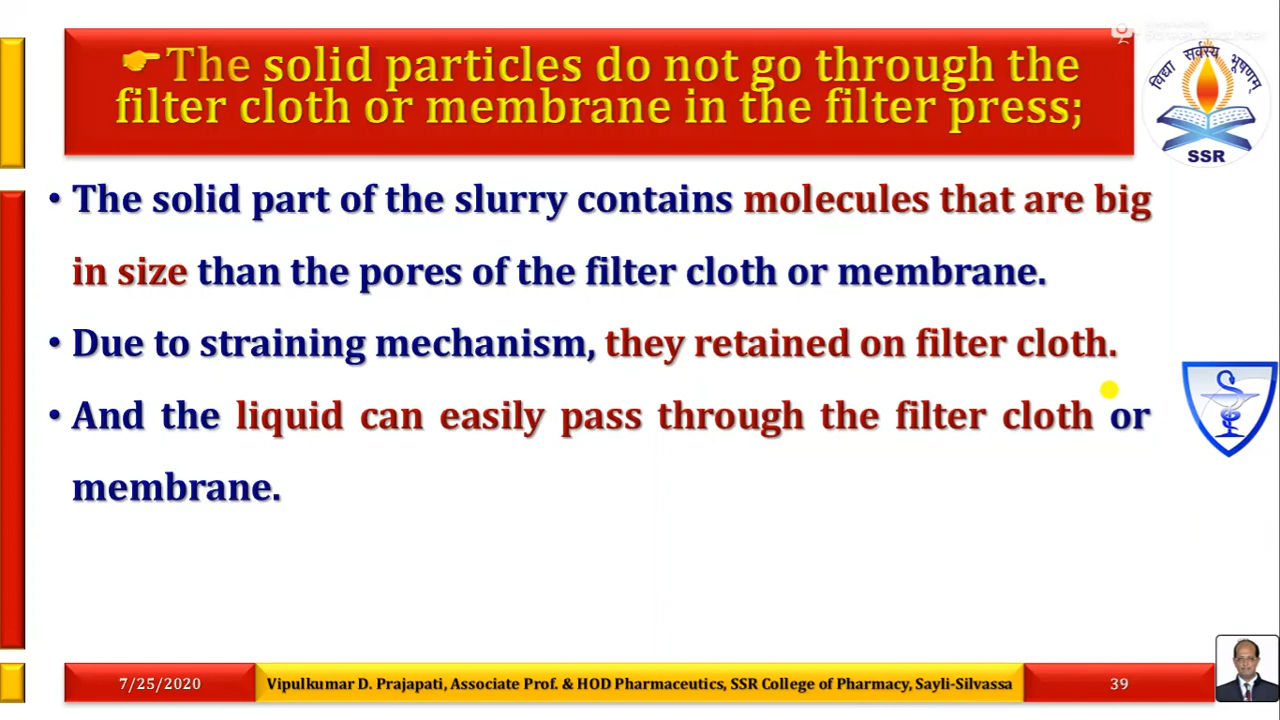 ☛The solid particles do not go through the
filter cloth or membrane in the filter press;
विद्या सर्वस्य भूषणम्
SSR
• The solid part of the slurry contains molecules that are big
in size than the pores of the filter cloth or membrane.
• Due to straining mechanism, they retained on filter cloth.
• And the liquid can easily pass through the filter cloth or
membrane.
7/25/2020
Vipulkumar D. Prajapati, Associate Prof. & HOD Pharmaceutics, SSR College of Pharmacy, Sayli-Silvassa
39